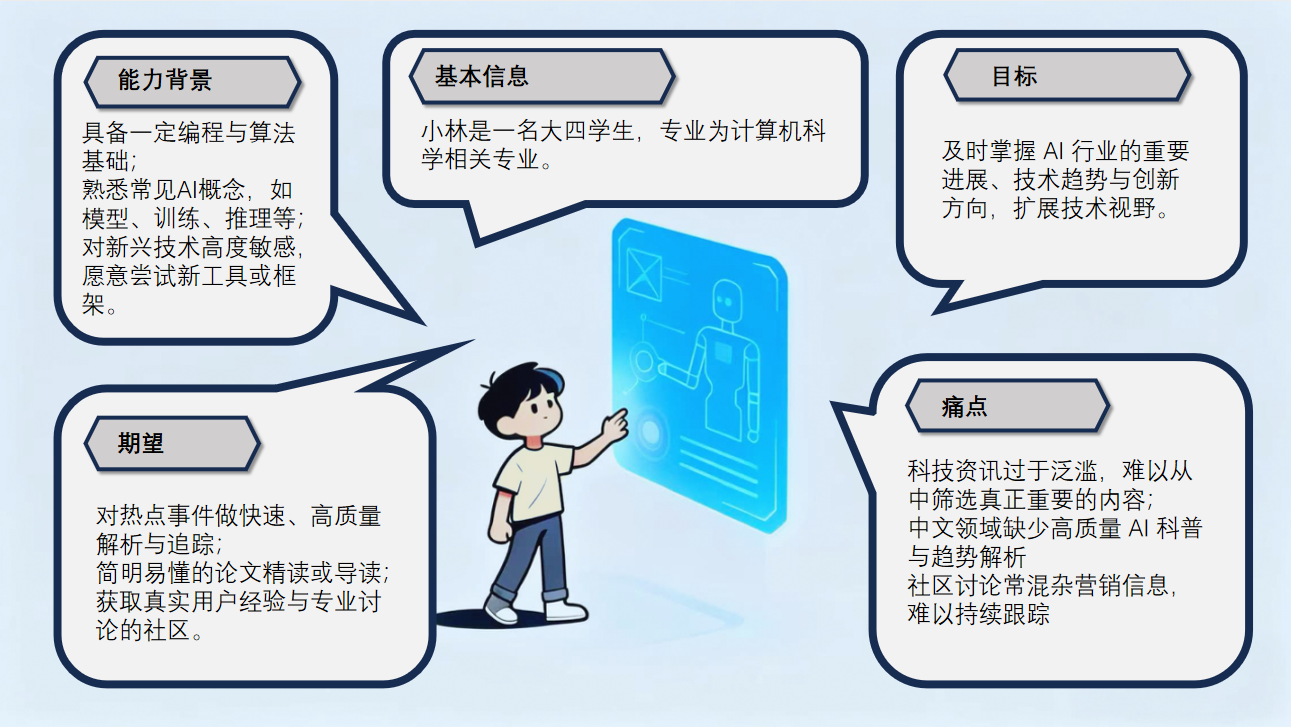 能力背景
具备一定编程与算法
基础；
熟悉常见AI概念，如
模型、训练、推理等；
对新兴技术高度敏感，
愿意尝试新工具或框
架。
基本信息
小林是一名大四学生，专业为计算机科
学相关专业。
目标
及时掌握 AI 行业的重要
进展、技术趋势与创新
方向，扩展技术视野。
期望
对热点事件做快速、高质量
解析与追踪；
简明易懂的论文精读或导读；
获取真实用户经验与专业讨
论的社区。
痛点
科技资讯过于泛滥，难以从
中筛选真正重要的内容；
中文领域缺少高质量 AI 科普
与趋势解析
社区讨论常混杂营销信息，
难以持续跟踪